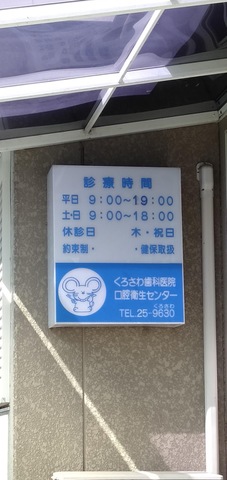 診療時間
平日 9:00~19:00
土・日 9:00~18:00
休診日 木・祝日
約束制・ ・健保取扱
くろさわ歯科医院
口腔衛生センター
くろさわ
TEL.25-9630